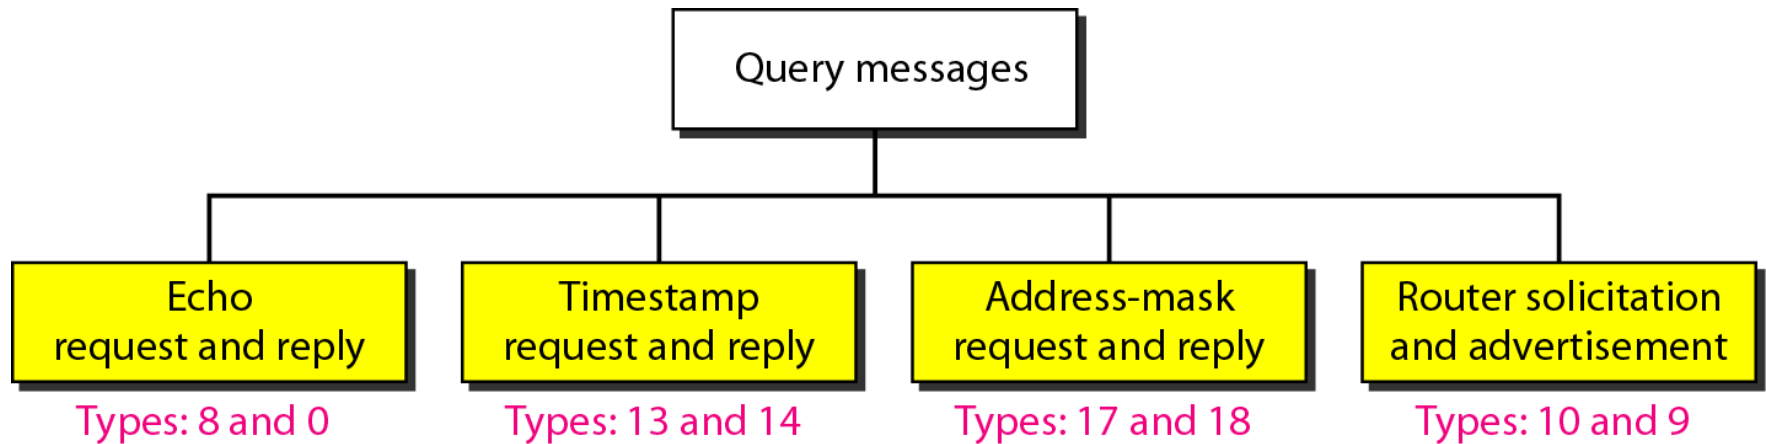 Query messages
Echo
request and reply
Types: 8 and 0
Timestamp
request and reply
Types: 13 and 14
Address-mask
request and reply
Types: 17 and 18
Router solicitation
and advertisement
Types: 10 and 9